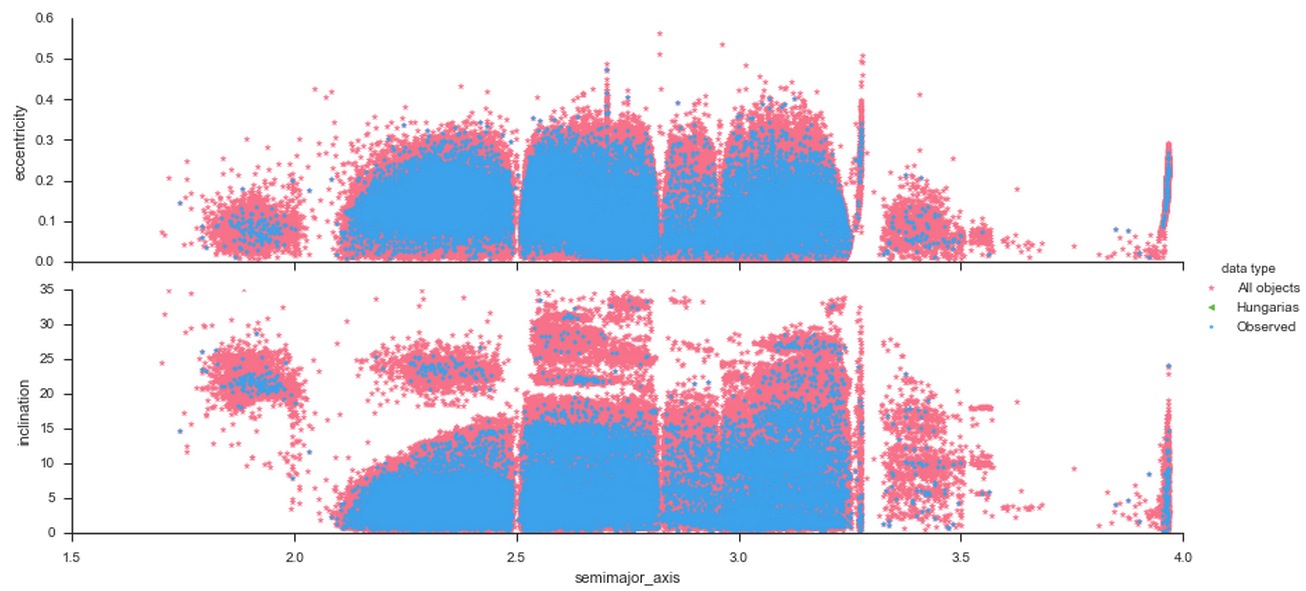 0.6
0.5
0.4
0.3
0.2
0.1
0.0
eccentricity
35
30
25
20
15
10
5
0
inclination
1.5 2.0 2.5 3.0 3.5 4.0
semimajor_axis
data type
All objects
Hungarias
Observed